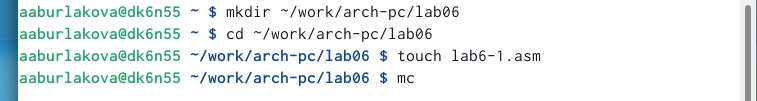 aaburlakova@dk6n55 ~ $ mkdir ~/work/arch-pc/lab06
aaburlakova@dk6n55 ~ $ cd ~/work/arch-pc/lab06
aaburlakova@dk6n55 ~/work/arch-pc/lab06 $ touch lab6-1.asm
aaburlakova@dk6n55 ~/work/arch-pc/lab06 $ mc